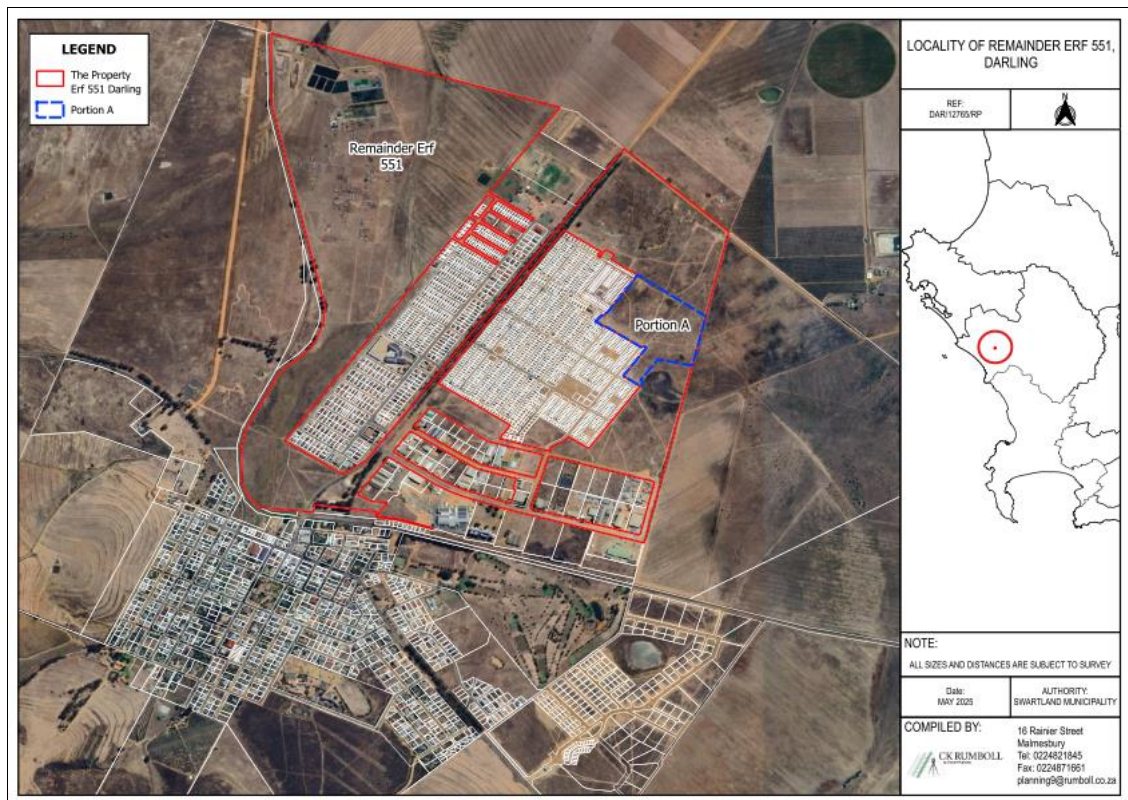 LEGEND
The Property
Erf 551 Darling
Portion A
Remainder Erf
551
Portion A
LOCALITY OF REMAINDER ERF 551,
DARLING
REF:
DAR/12765/RP
N
NOTE:
ALL SIZES AND DISTANCES ARE SUBJECT TO SURVEY
Date:
MAY 2025
AUTHORITY:
SWARTLAND MUNICIPALITY
COMPILED BY:
CK RUMBOLL
16 Rainier Street
Malmesbury
Tel: 0224821845
Fax: 0224871661
planning9@rumboll.co.za